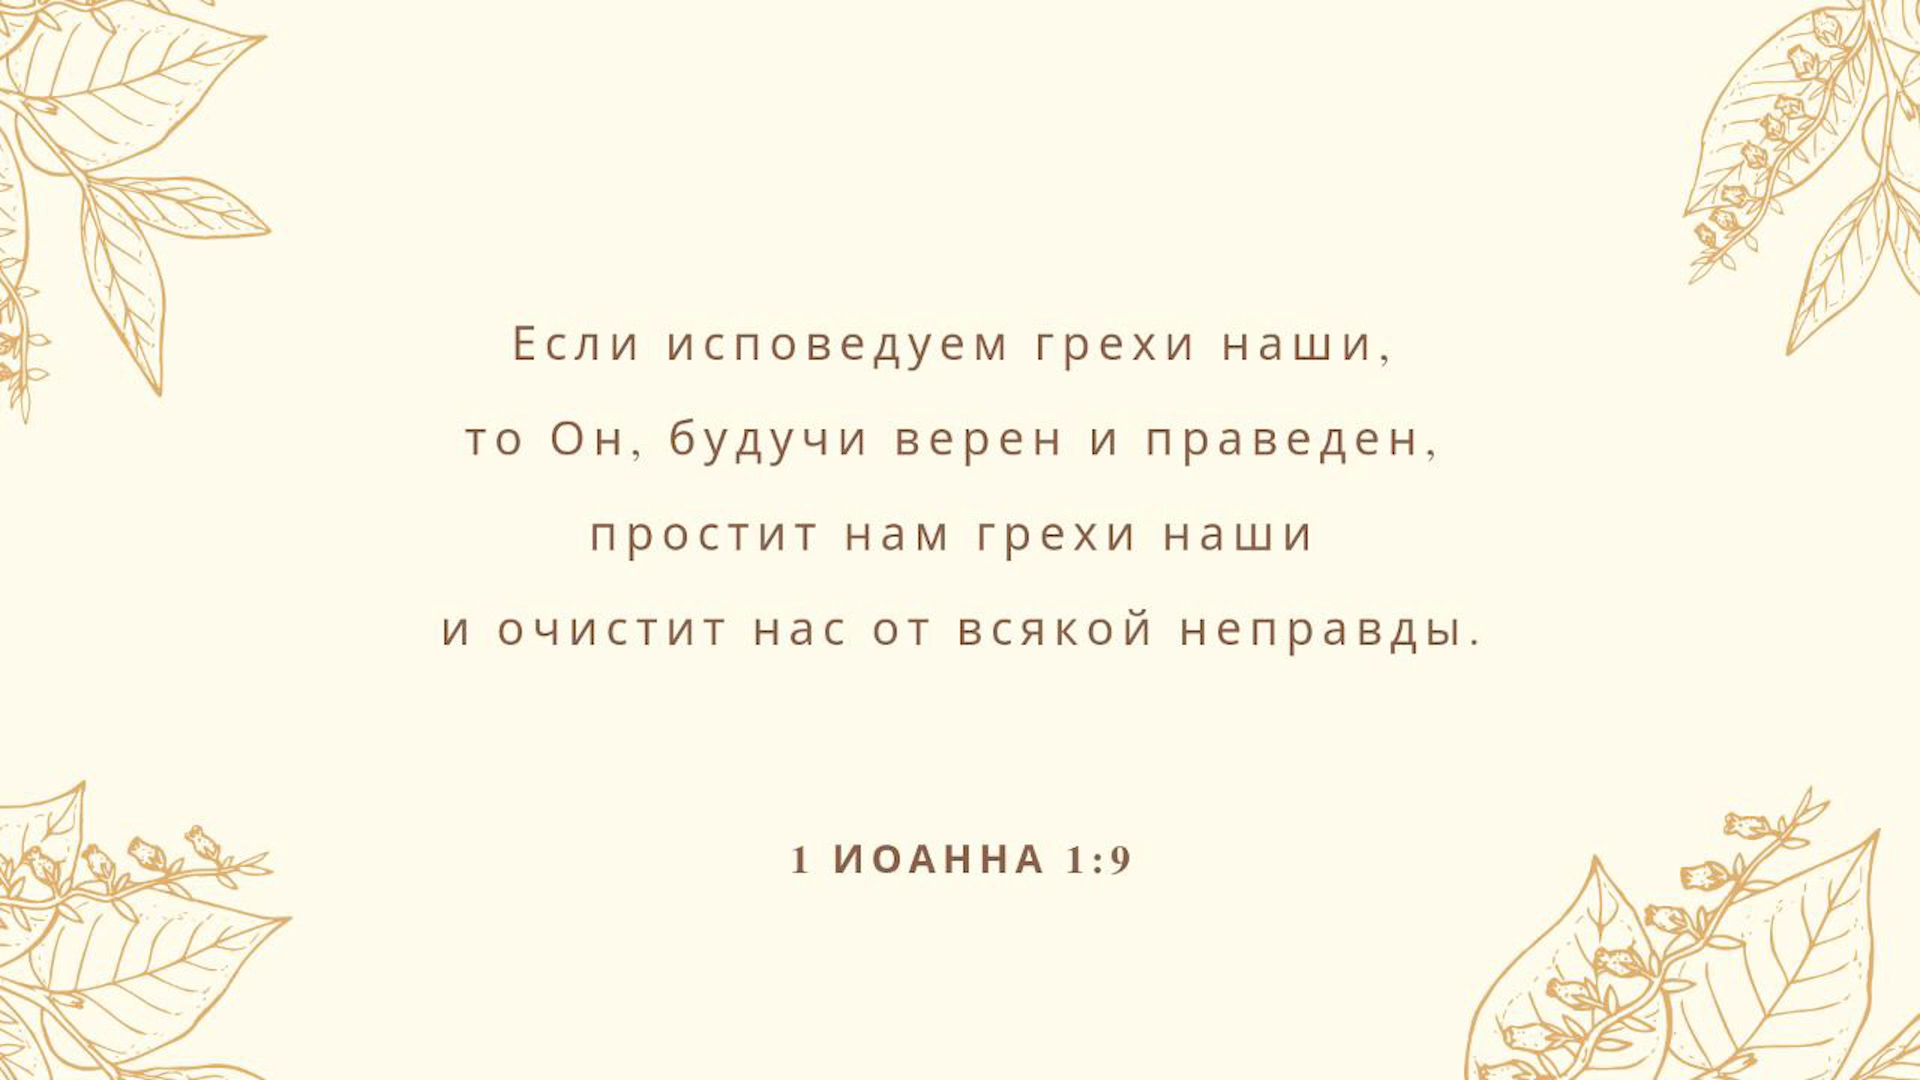 Если исповедуем грехи наши,
то Он, будучи верен и праведен,
простит нам грехи наши
и очистит нас от всякой неправды.
1 ИОАННА 1:9